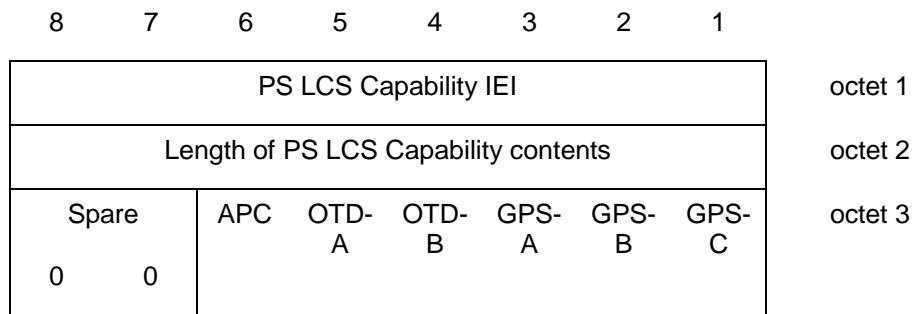 8 7 6 5 4 3 2 1
PS LCS Capability IEI octet 1
Length of PS LCS Capability contents octet 2
Spare APC OTD- OTD- GPS- GPS- GPS- octet 3
A B A B C
0 0